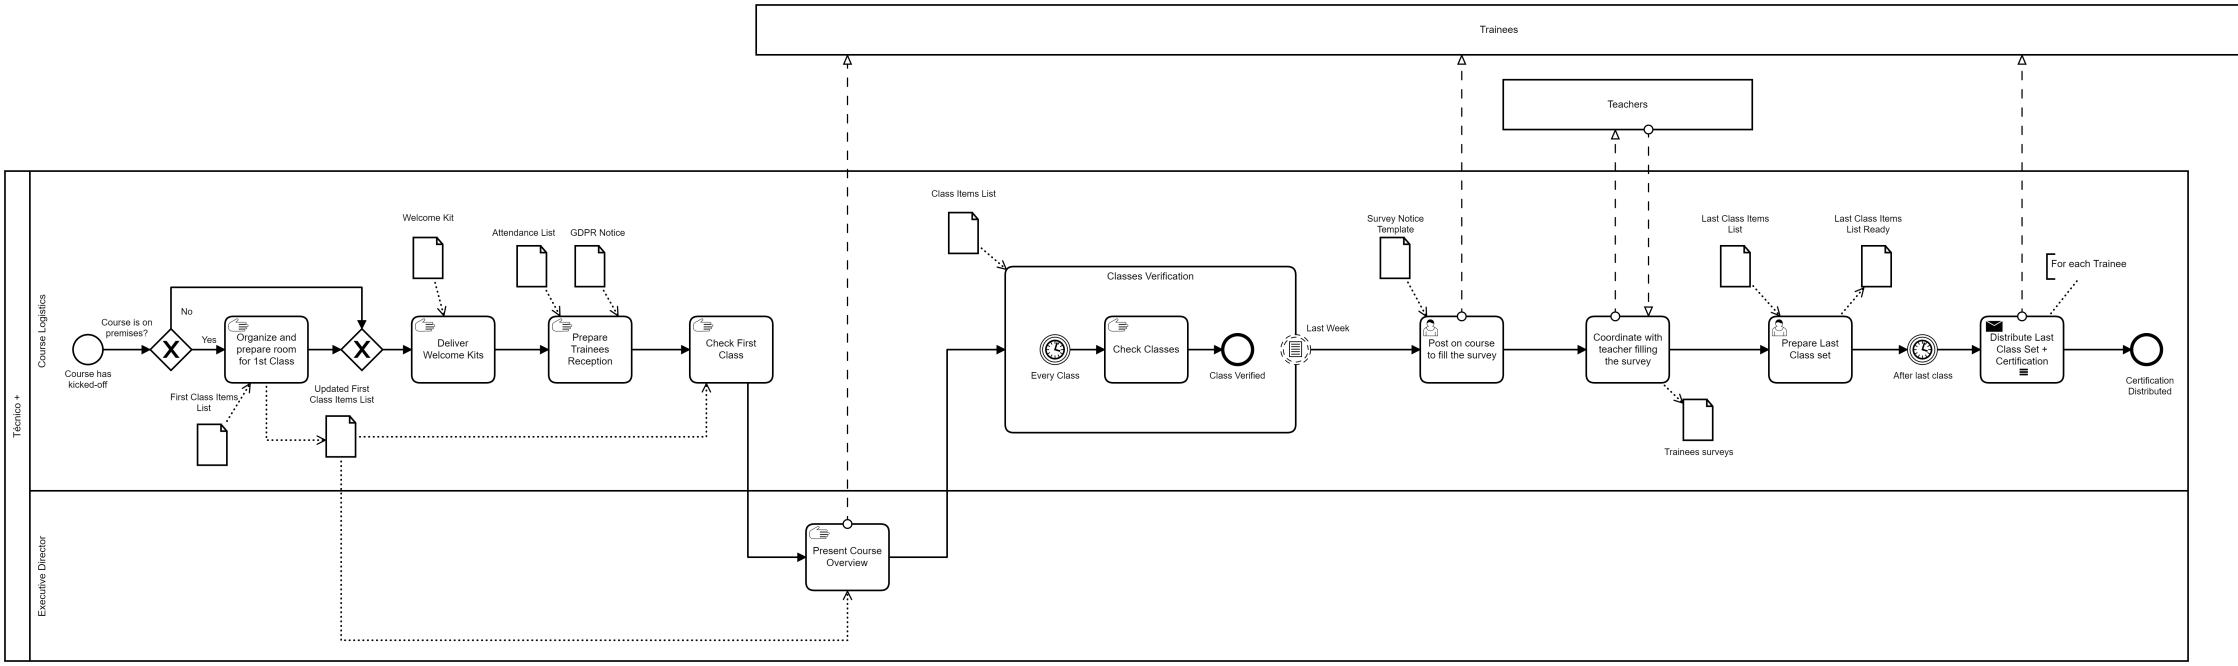 Trainees
Teachers
Técnico +
Course Logistics
Executive Director
Course has
kicked-off
Course is on
premises?
No
Yes
Organize and
prepare room
for 1st Class
First Class Items
List
Updated First
Class Items List
Welcome Kit
Deliver
Welcome Kits
Attendance List
GDPR Notice
Prepare
Trainees
Reception
Check First
Class
Present Course
Overview
Class Items List
Classes Verification
Every Class
Check Classes
Class Verified
Last Week
Survey Notice
Template
Post on course
to fill the survey
Coordinate with
teacher filling
the survey
Trainees surveys
Last Class Items
List
Last Class Items
List Ready
Prepare Last
Class set
After last class
For each Trainee
Distribute Last
Class Set +
Certification
Certification
Distributed